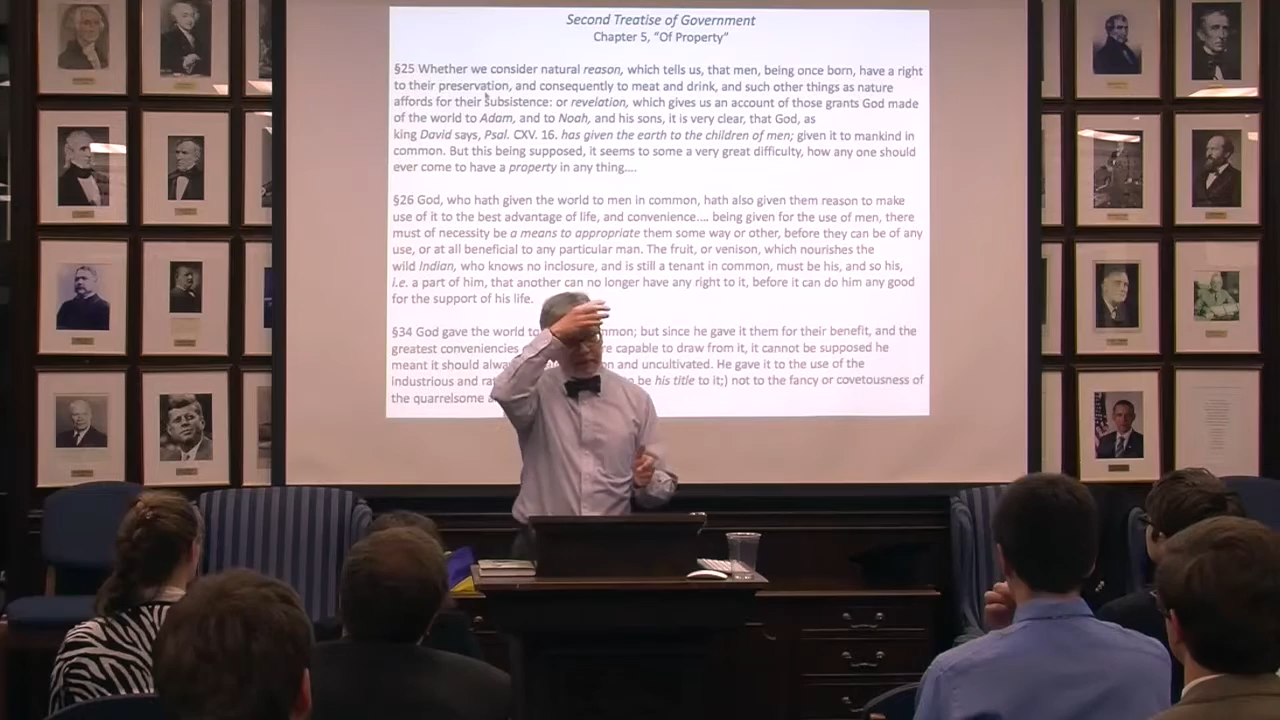 Second Treatise of Government
Chapter 5, “Of Property”
§25 Whether we consider natural reason, which tells us, that men, being once born, have a right
to their preservation, and consequently to meat and drink, and such other things as nature
affords for their subsistence: or revelation, which gives us an account of those grants God made
of the world to Adam, and to Noah, and his sons, it is very clear, that God, as
king David says, Psal. CXV. 16. has given the earth to the children of men; given it to mankind in
common. But this being supposed, it seems to some a very great difficulty, how any one should
ever come to have a property in any thing....
§26 God, who hath given the world to men in common, hath also given them reason to make
use of it to the best advantage of life, and convenience.... being given for the use of men, there
must of necessity be a means to appropriate them some way or other, before they can be of any
use, or at all beneficial to any particular man. The fruit, or venison, which nourishes the
wild Indian, who knows no inclosure, and is still a tenant in common, must be his, and so his,
i.e. a part of him, that another can no longer have any right to it, before it can do him any good
for the support of his life.
§34 God gave the world to mmon; but since he gave it them for their benefit, and the
greatest conveniencies re capable to draw from it, it cannot be supposed he
meant it should alwa on and uncultivated. He gave it to the use of the
industrious and ra be his title to it;) not to the fancy or covetousness of
the quarrelsome